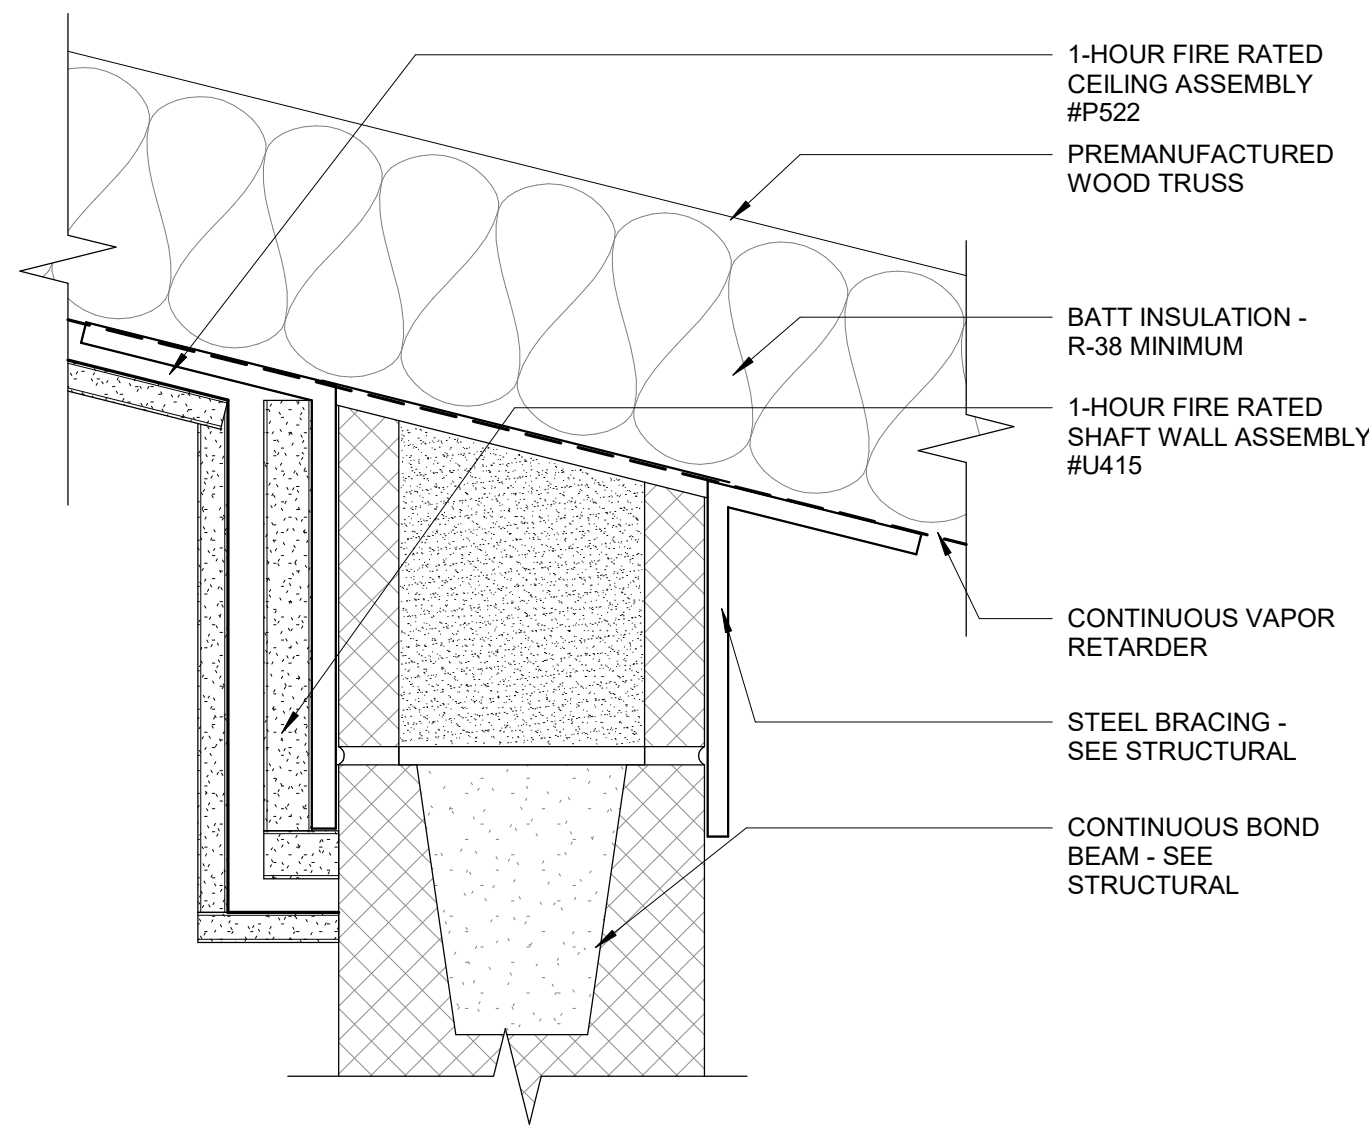 1-HOUR FIRE RATED
CEILING ASSEMBLY
#P522
PREMANUFACTURED
WOOD TRUSS
BATT INSULATION -
R-38 MINIMUM
1-HOUR FIRE RATED
SHAFT WALL ASSEMBLY
#U415
CONTINUOUS VAPOR
RETARDER
STEEL BRACING -
SEE STRUCTURAL
CONTINUOUS BOND
BEAM - SEE
STRUCTURAL